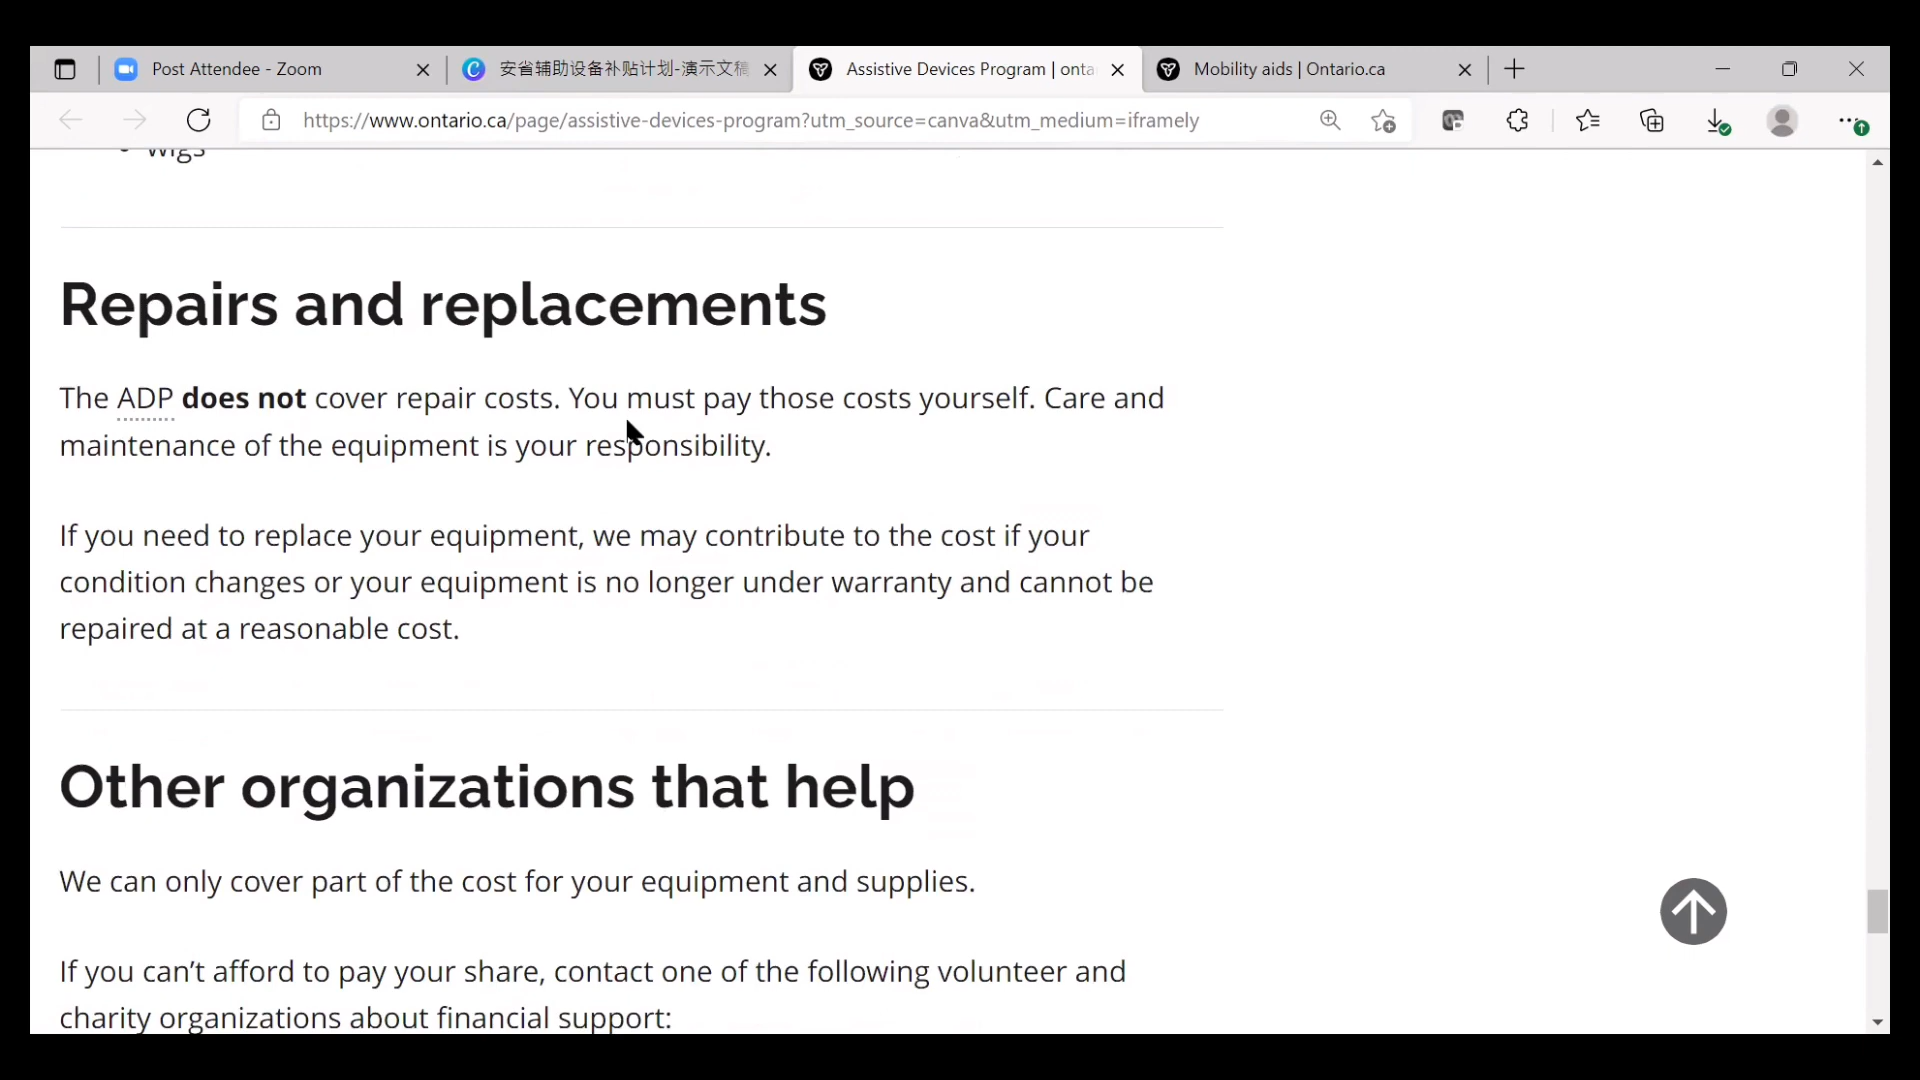 Post Attendee - Zoom
安省辅助设备补贴计划-演示文稿
Assistive Devices Program | onta
Mobility aids | Ontario.ca
https://www.ontario.ca/page/assistive-devices-program?utm_source=canva&utm_medium=iframely
wigs
Repairs and replacements
The ADP does not cover repair costs. You must pay those costs yourself. Care and
maintenance of the equipment is your responsibility.
If you need to replace your equipment, we may contribute to the cost if your
condition changes or your equipment is no longer under warranty and cannot be
repaired at a reasonable cost.
Other organizations that help
We can only cover part of the cost for your equipment and supplies.
If you can’t afford to pay your share, contact one of the following volunteer and
charity organizations about financial support: